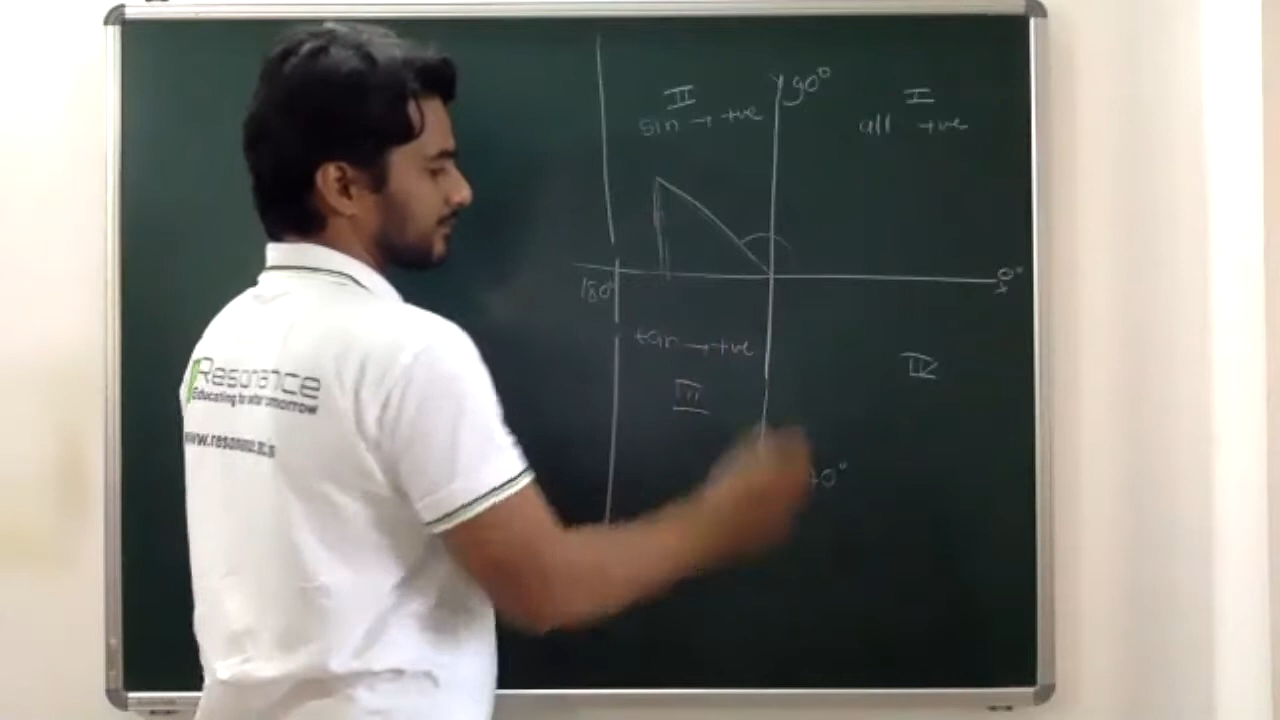 90°
II
I
sin → +ve
all +ve
0°
x
180°
tan → +ve
IV
III
Resonance
Educating for better tomorrow